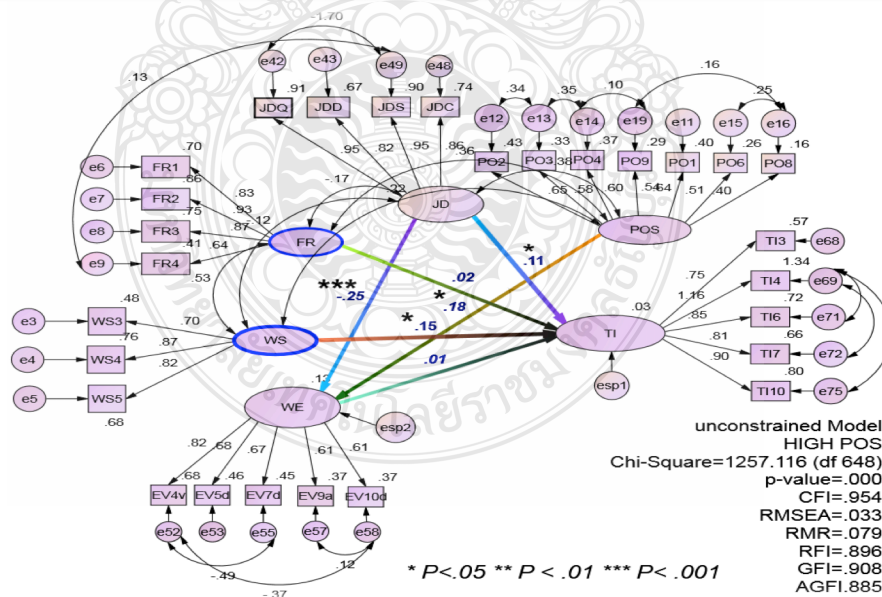 -1.70
e42
e43
e49
e48
.13
.91
.67
.90
.74
JDQ
JDD
JDS
JDC
.34
.35
.10
.16
.25
e12
e13
e14
e19
e11
e15
e16
.43
.33
.37
.29
.40
.26
.16
PO2
PO3
PO4
PO9
PO1
PO6
PO8
.95
.82
.95
.86
.36
.38
.65
.58
.60
.54
.64
.51
.40
.70
e6
FR1
.86
e7
FR2
.75
e8
FR3
.41
e9
FR4
.83
.93
.87
.64
.12
.53
-.17
.22
JD
FR
POS
***
-.25
*
.11
.02
*
.18
*
.15
.01
.48
e3
WS3
.76
e4
WS4
e5
WS5
.68
.70
.87
.82
WS
TI
.03
esp1
.57
TI3
e68
1.34
TI4
e69
.72
TI6
e71
.66
TI7
e72
.80
TI10
e75
.75
1.16
.85
.81
.90
WE
esp2
.82
.68
.67
.61
.61
.68
.46
.45
.37
.37
EV4v
EV5d
EV7d
EV9a
EV10d
e52
e53
e55
e57
e58
-.49
.12
-.37
unconstrained Model
HIGH POS
Chi-Square=1257.116 (df 648)
p-value=.000
CFI=.954
RMSEA=.033
RMR=.079
RFI=.896
GFI=.908
AGFI.885
* P<.05 ** P < .01 *** P< .001